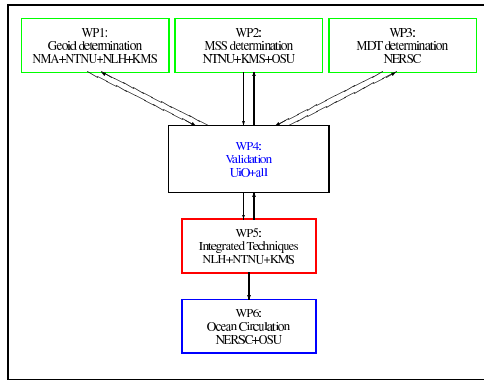 WP1:
Geoid determination
NMA+NTNU+NLH+KMS
WP2:
MSS determination
NTNU+KMS+OSU
WP3:
MDT determination
NERSC
WP4:
Validation
UiO+all
WP5:
Integrated Techniques
NLH+NTNU+KMS
WP6:
Ocean Circulation
NERSC+OSU